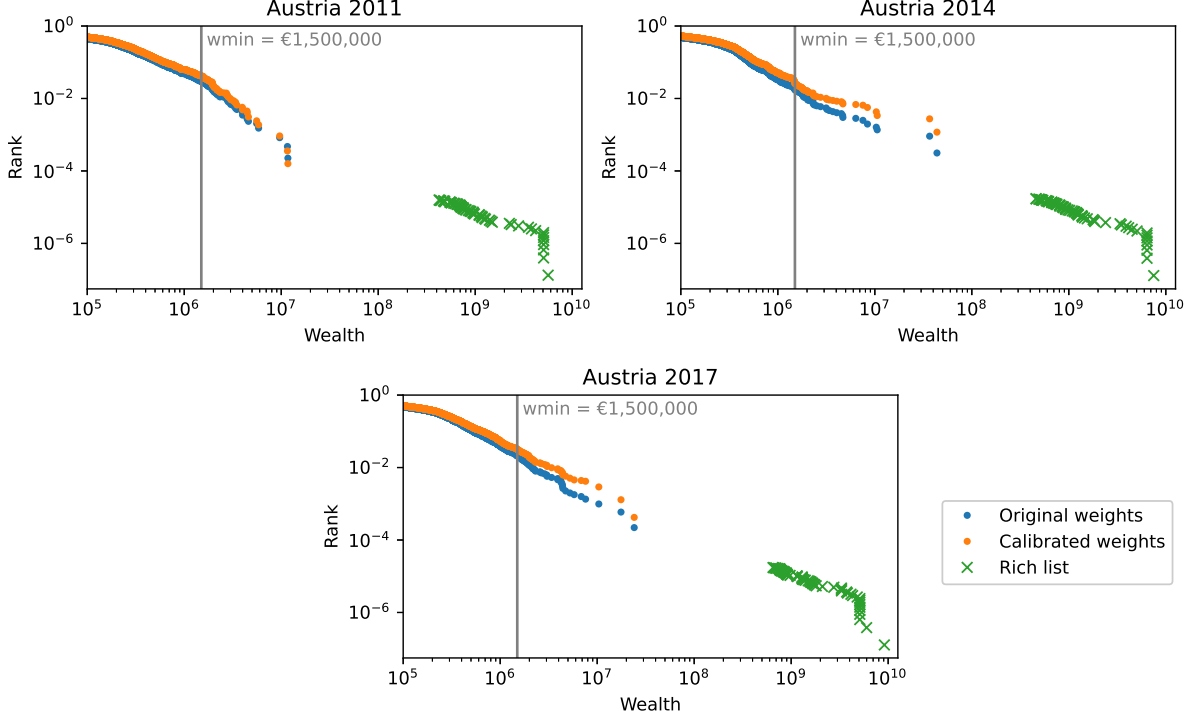 Austria 2011
wmin = €1,500,000
Rank
10^0
10^-2
10^-4
10^-6
10^5 10^6 10^7 10^8 10^9 10^10
Wealth
Austria 2014
wmin = €1,500,000
Rank
10^0
10^-2
10^-4
10^-6
10^5 10^6 10^7 10^8 10^9 10^10
Wealth
Austria 2017
wmin = €1,500,000
Rank
10^0
10^-2
10^-4
10^-6
10^5 10^6 10^7 10^8 10^9 10^10
Wealth
Original weights
Calibrated weights
Rich list